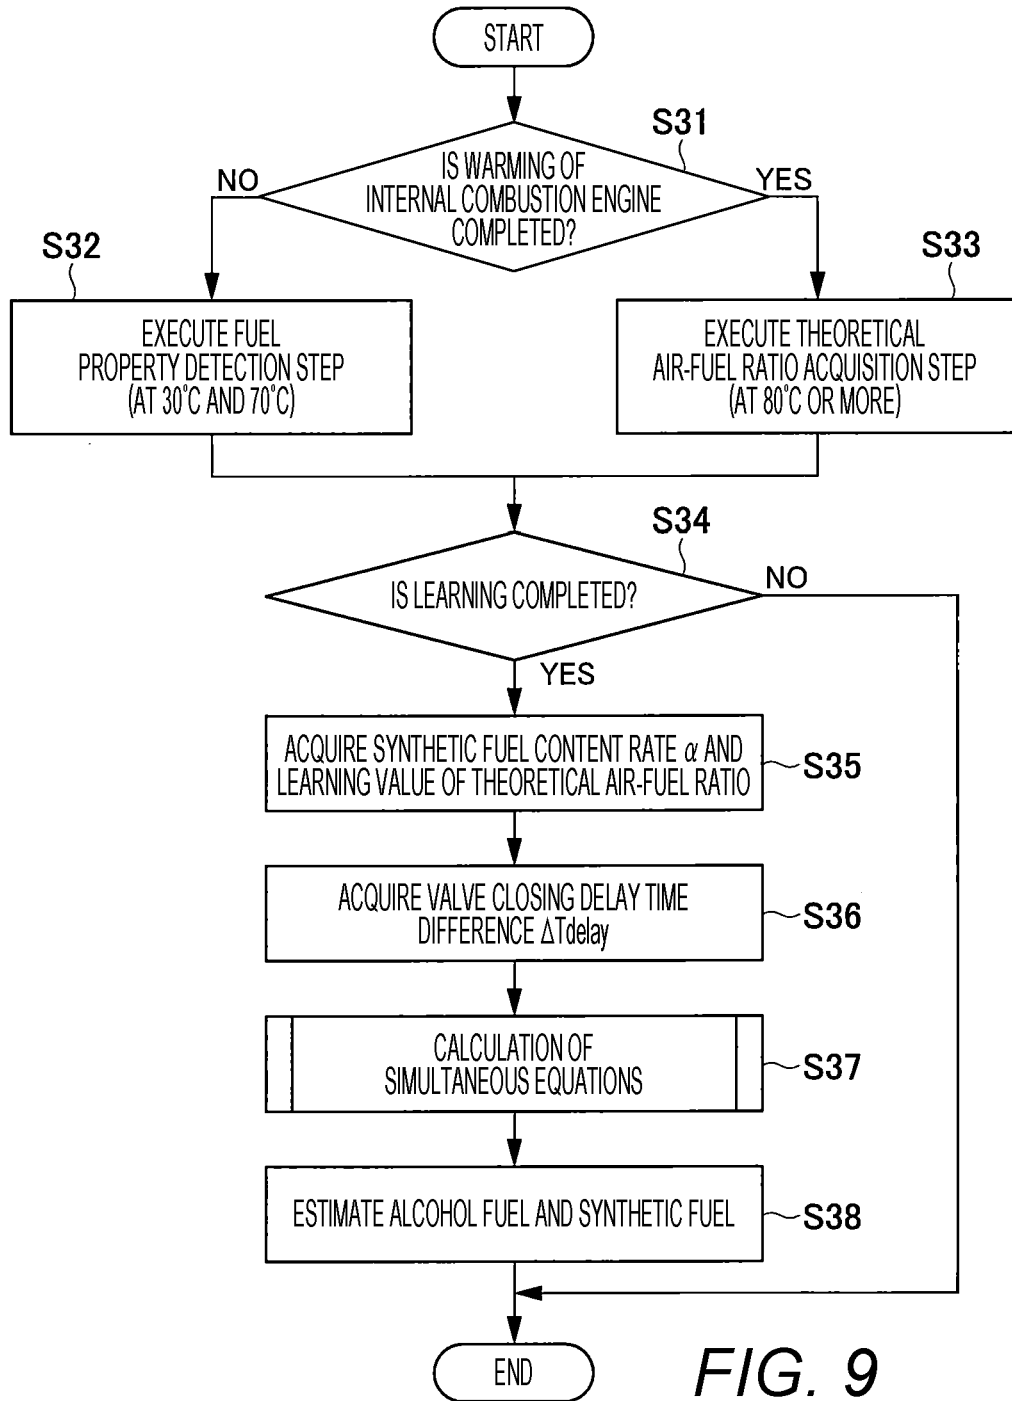 START
S31
IS WARMING OF
INTERNAL COMBUSTION ENGINE
COMPLETED?
NO
YES
S32
S33
EXECUTE FUEL
PROPERTY DETECTION STEP
(AT 30°C AND 70°C)
EXECUTE THEORETICAL
AIR-FUEL RATIO ACQUISITION STEP
(AT 80°C OR MORE)
S34
IS LEARNING COMPLETED?
NO
YES
ACQUIRE SYNTHETIC FUEL CONTENT RATE α AND
LEARNING VALUE OF THEORETICAL AIR-FUEL RATIO
S35
ACQUIRE VALVE CLOSING DELAY TIME
DIFFERENCE ΔTdelay
S36
CALCULATION OF
SIMULTANEOUS EQUATIONS
S37
ESTIMATE ALCOHOL FUEL AND SYNTHETIC FUEL
S38
END
FIG. 9